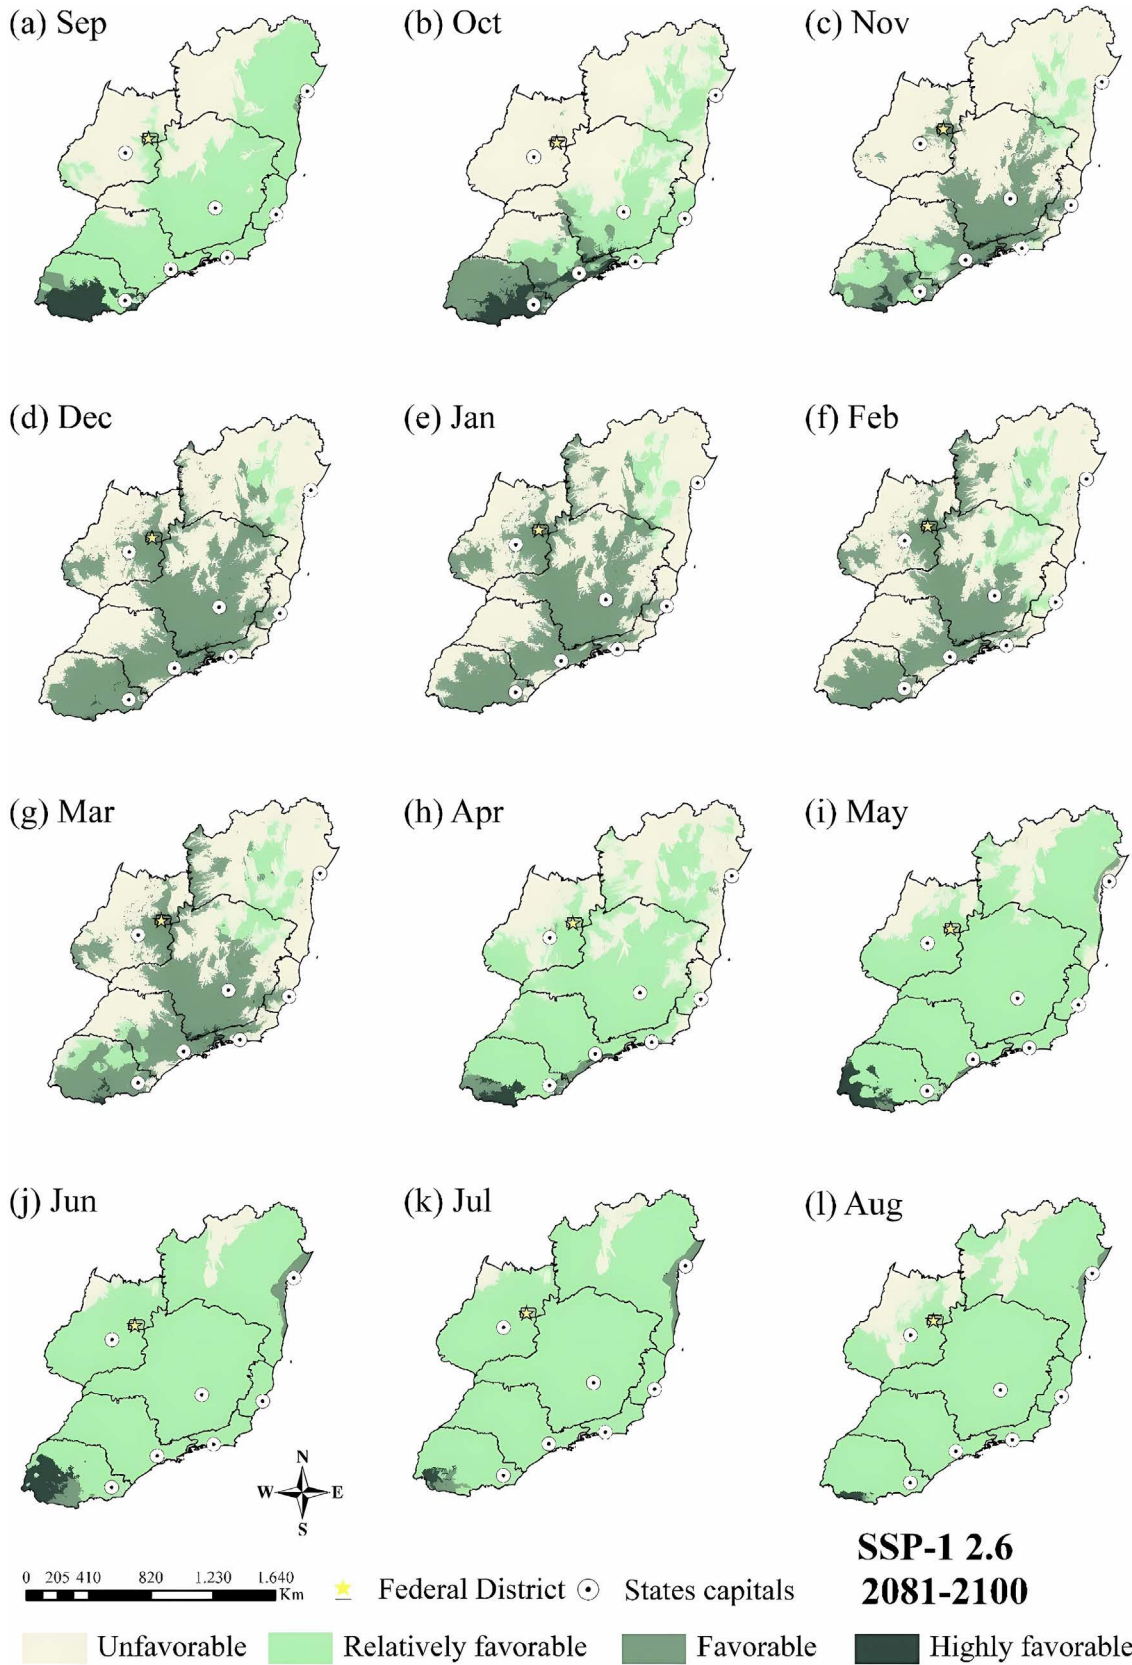 (a) Sep
(b) Oct
(c) Nov
(d) Dec
(e) Jan
(f) Feb
(g) Mar
(h) Apr
(i) May
(j) Jun
(k) Jul
(l) Aug
N
W E
S
SSP-1 2.6
2081-2100
0 205 410 820 1.230 1.640
Km
Federal District
States capitals
Unfavorable
Relatively favorable
Favorable
Highly favorable